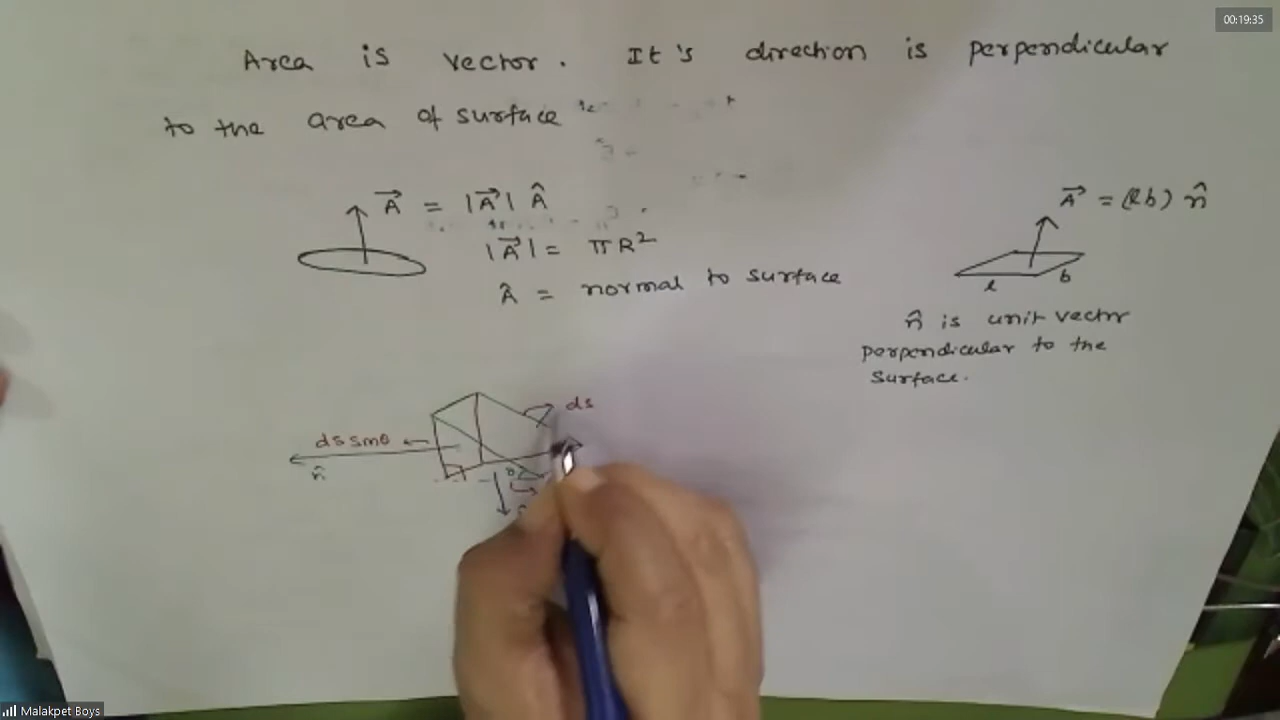 00:19:35
Area is vector. It's direction is perpendicular
to the area of surface
A⃗ = |A⃗| Â
|A⃗| = πR²
Â = normal to surface
A⃗ = (lb) n̂
l
b
n̂ is unit vector
perpendicular to the
surface.
ds
ds sinθ
n̂
Malakpet Boys